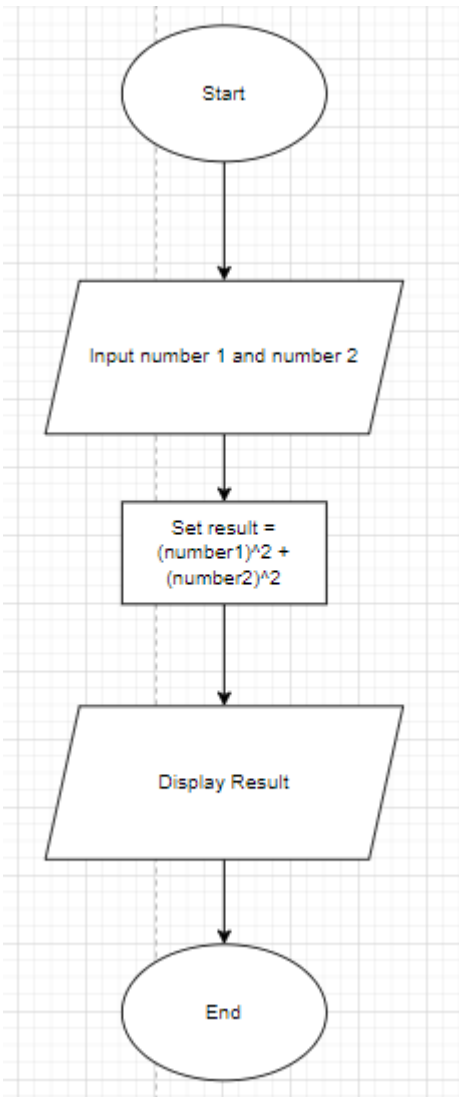 Start
Input number 1 and number 2
Set result =
(number1)^2 +
(number2)^2
Display Result
End